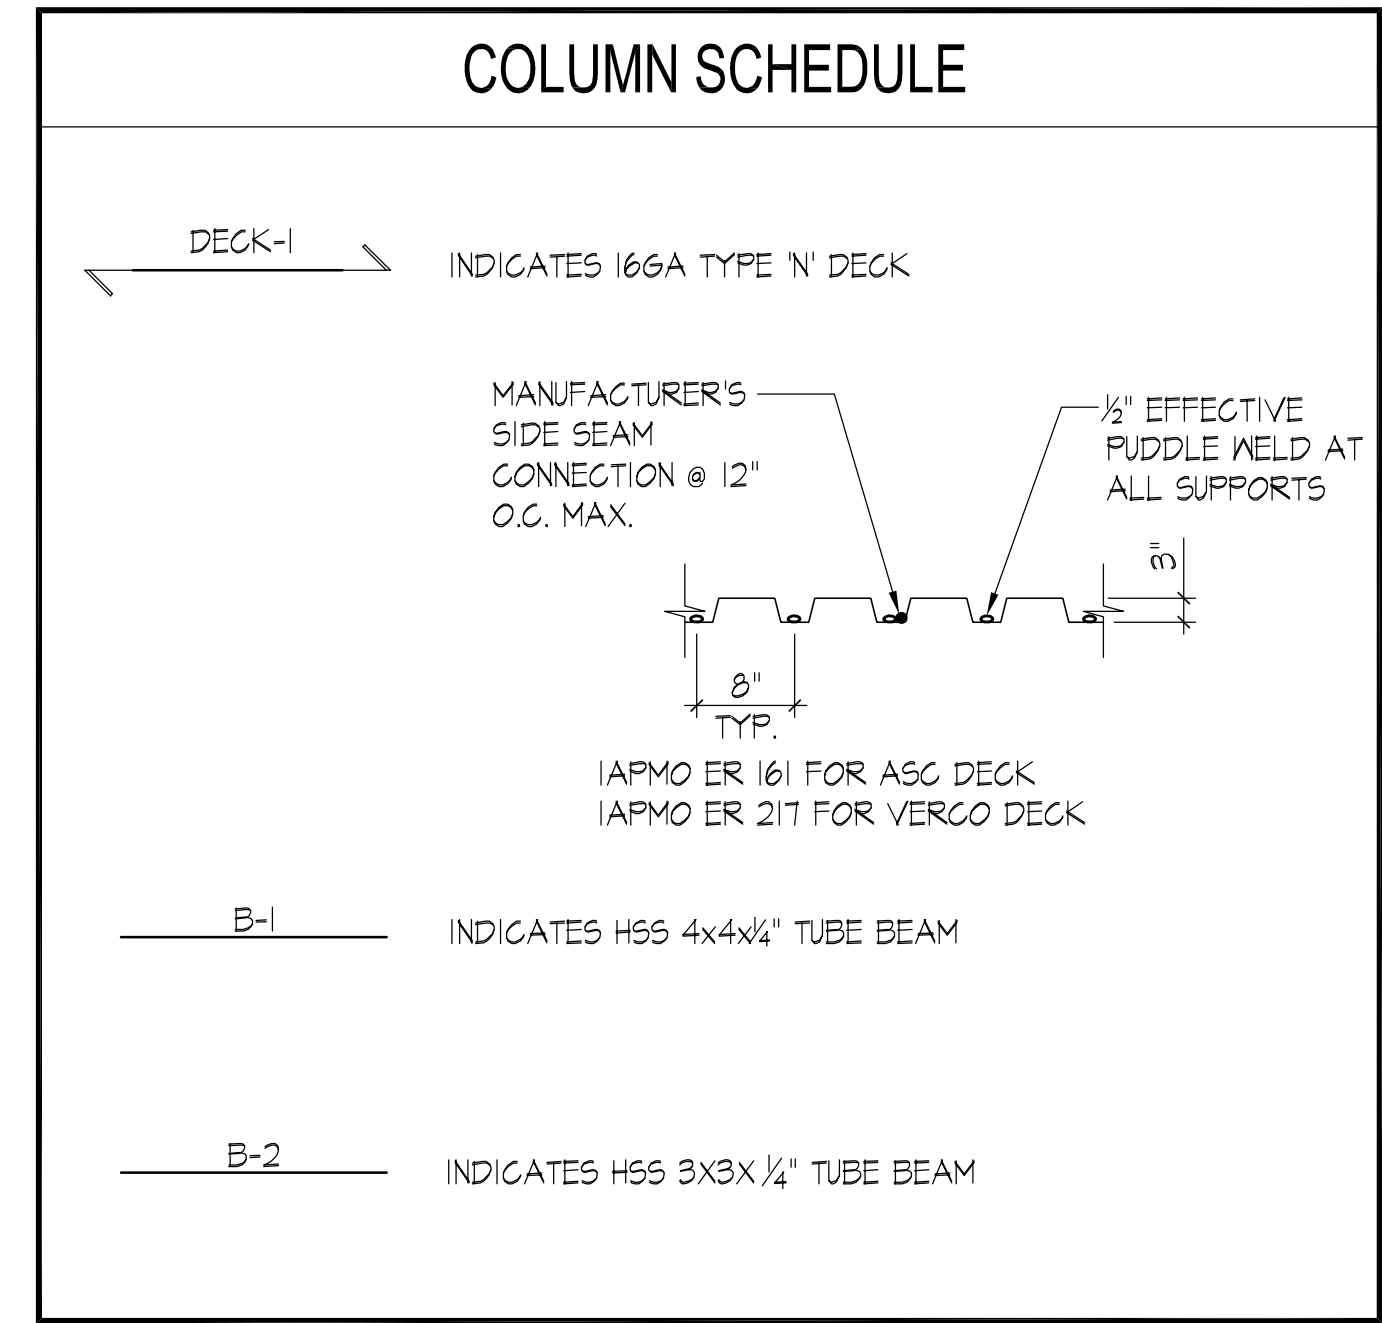 COLUMN SCHEDULE
DECK-1
INDICATES 16GA TYPE 'N' DECK
MANUFACTURER'S
SIDE SEAM
CONNECTION @ 12"
O.C. MAX.
½" EFFECTIVE
PUDDLE WELD AT
ALL SUPPORTS
3"
8"
TYP.
IAPMO ER 161 FOR ASC DECK
IAPMO ER 217 FOR VERCO DECK
B-1
INDICATES HSS 4x4x¼" TUBE BEAM
B-2
INDICATES HSS 3X3X ¼" TUBE BEAM